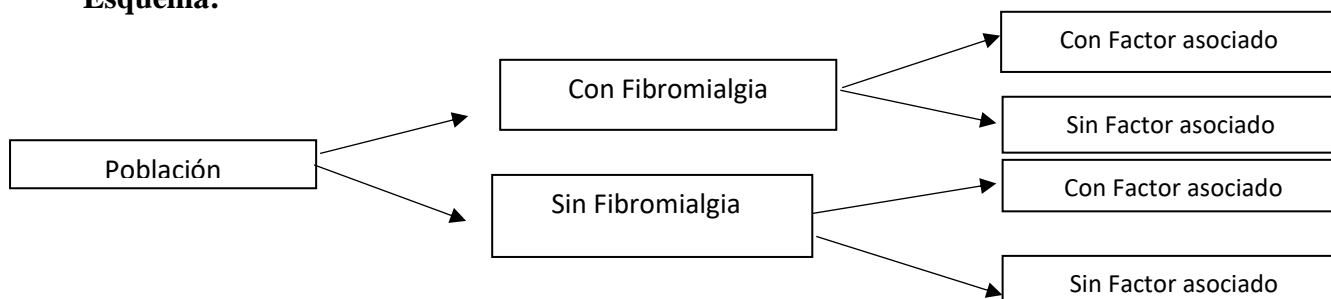 Esquema:
Con Factor asociado
Con Fibromialgia
Sin Factor asociado
Población
Con Factor asociado
Sin Fibromialgia
Sin Factor asociado